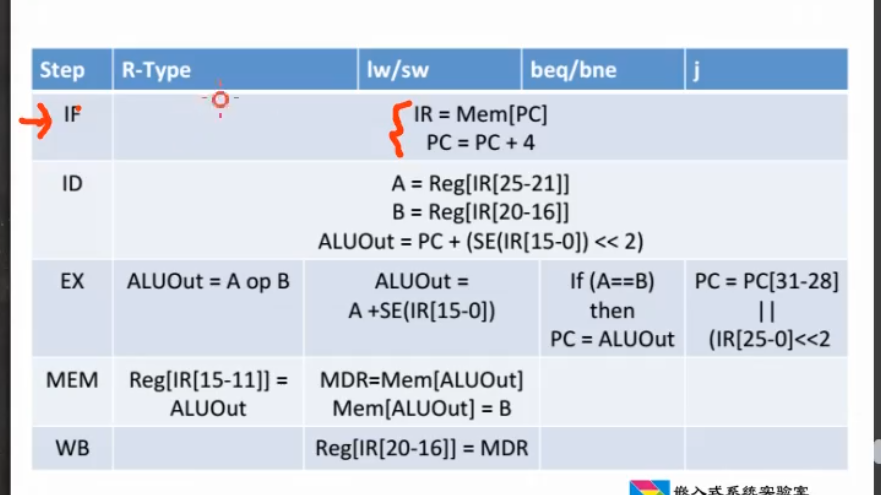 Step R-Type lw/sw beq/bne j
IF IR = Mem[PC]
PC = PC + 4
ID A = Reg[IR[25-21]]
B = Reg[IR[20-16]]
ALUOut = PC + (SE(IR[15-0]) << 2)
EX ALUOut = A op B ALUOut = If (A==B) PC = PC[31-28]
A +SE(IR[15-0]) then ||
PC = ALUOut (IR[25-0]<<2
MEM Reg[IR[15-11]] = MDR=Mem[ALUOut]
ALUOut Mem[ALUOut] = B
WB Reg[IR[20-16]] = MDR
嵌入式系統實驗室